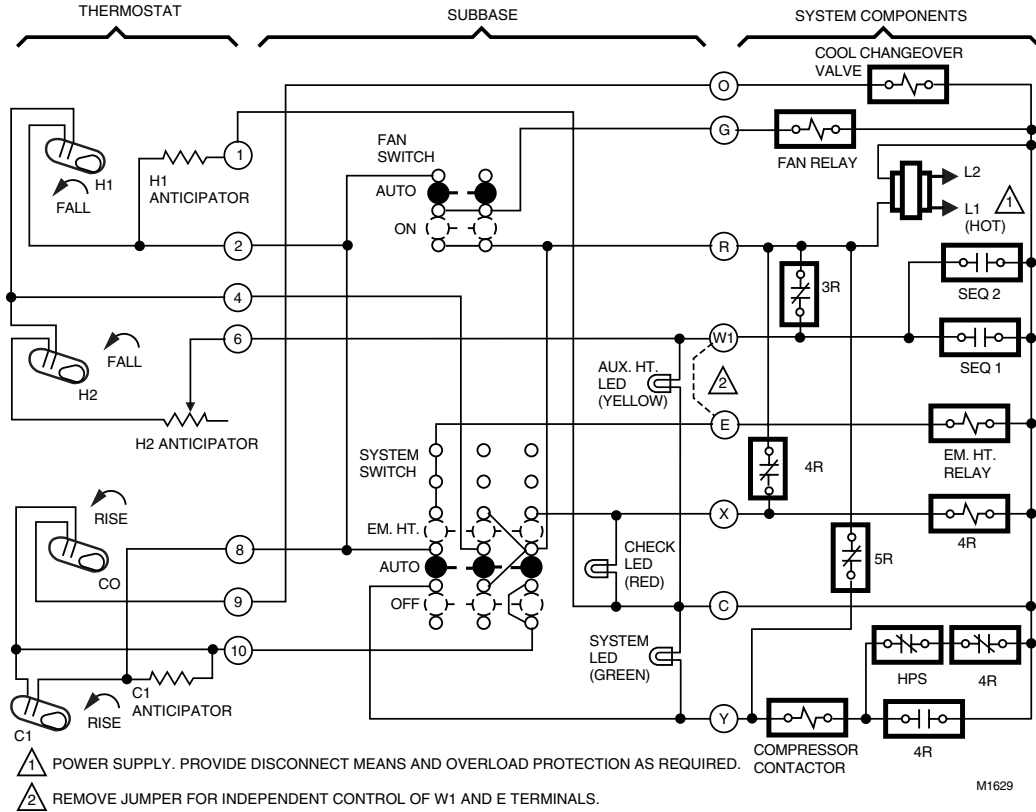 THERMOSTAT
SUBBASE
SYSTEM COMPONENTS
COOL CHANGEOVER
VALVE
O
G
FAN RELAY
FAN
SWITCH
AUTO
ON
H1
FALL
H1
ANTICIPATOR
1
2
4
6
R
L2
L1
(HOT)
1
3R
SEQ 2
W1
SEQ 1
FALL
H2
H2 ANTICIPATOR
AUX. HT.
LED
(YELLOW)
2
E
EM. HT.
RELAY
SYSTEM
SWITCH
EM. HT.
AUTO
OFF
4R
X
4R
RISE
CO
8
9
10
CHECK
LED
(RED)
5R
C
SYSTEM
LED
(GREEN)
HPS
4R
C1
ANTICIPATOR
RISE
C1
Y
COMPRESSOR
CONTACTOR
4R
1 POWER SUPPLY. PROVIDE DISCONNECT MEANS AND OVERLOAD PROTECTION AS REQUIRED.
2 REMOVE JUMPER FOR INDEPENDENT CONTROL OF W1 AND E TERMINALS.
M1629